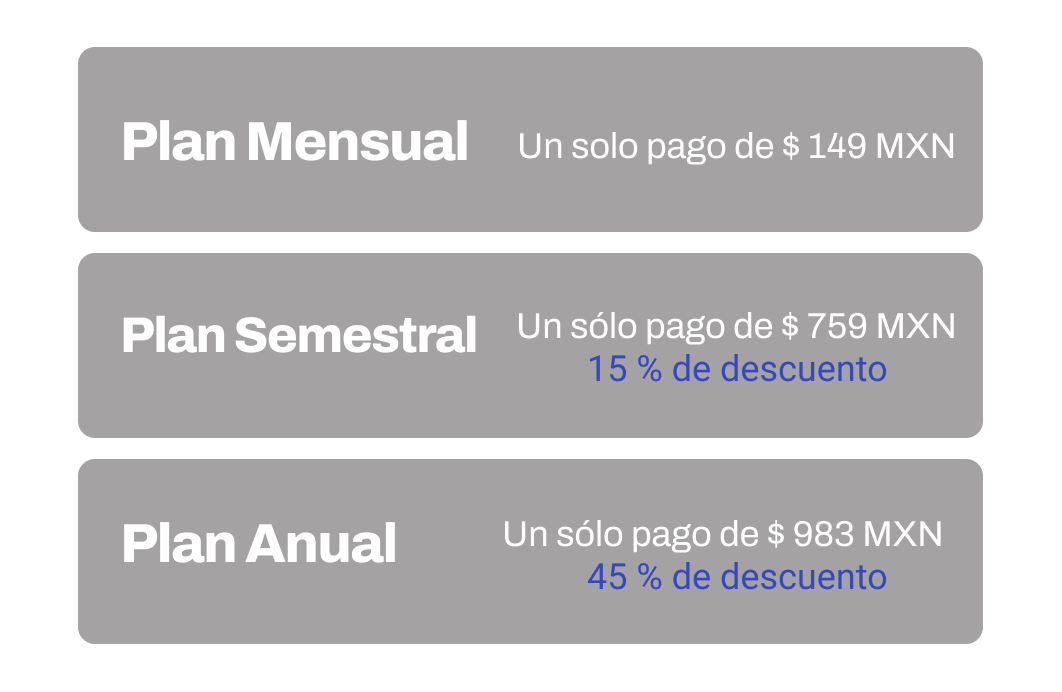 Plan Mensual
Un solo pago de $ 149 MXN
Plan Semestral
Un sólo pago de $ 759 MXN
15 % de descuento
Plan Anual
Un sólo pago de $ 983 MXN
45 % de descuento